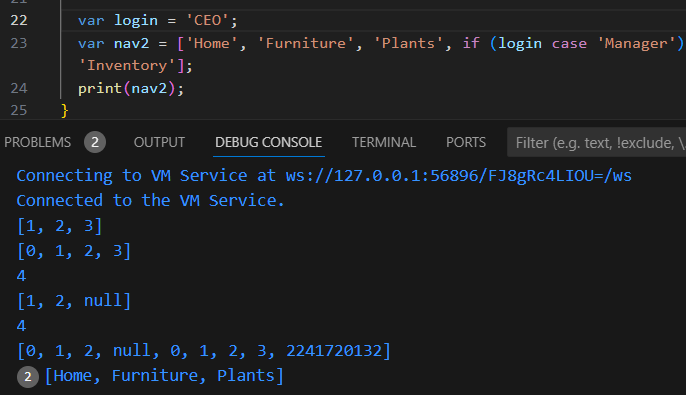 21
22 var login = 'CEO';
23 var nav2 = ['Home', 'Furniture', 'Plants', if (login case 'Manager')
'Inventory'];
24 print(nav2);
25 }
PROBLEMS 2 OUTPUT DEBUG CONSOLE TERMINAL PORTS Filter (e.g. text, !exclude, \
Connecting to VM Service at ws://127.0.0.1:56896/FJ8gRc4LIOU=/ws
Connected to the VM Service.
[1, 2, 3]
[0, 1, 2, 3]
4
[1, 2, null]
4
[0, 1, 2, null, 0, 1, 2, 3, 2241720132]
2 [Home, Furniture, Plants]